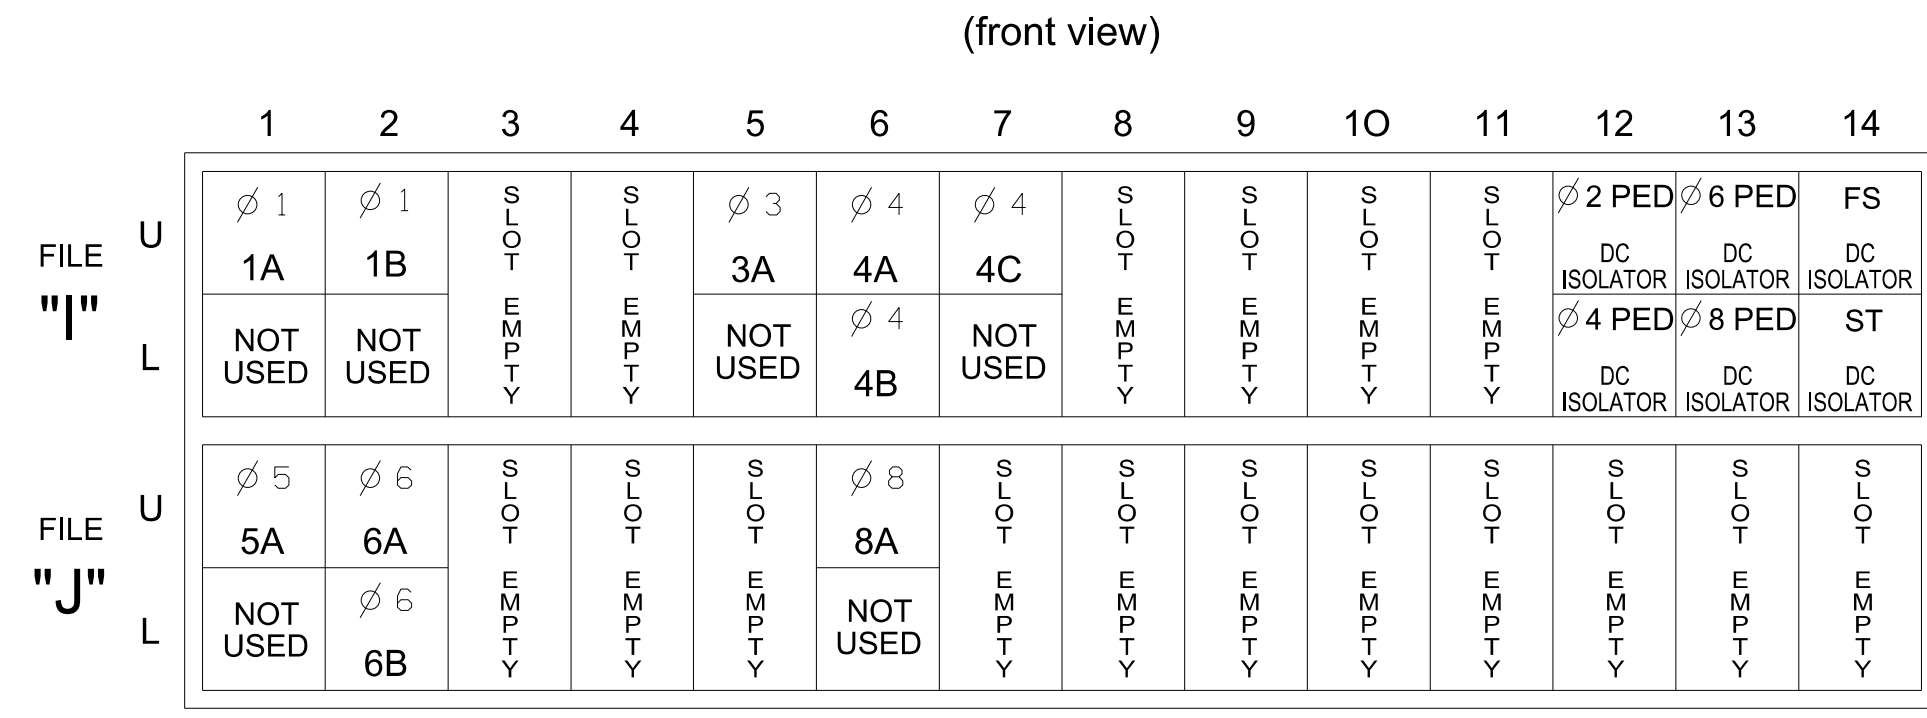 (front view)
1 2 3 4 5 6 7 8 9 1O 11 12 13 14
FILE "I"
U
∅ 1 1A
∅ 1 1B
SLOT EMPTY
SLOT EMPTY
∅ 3 3A
∅ 4 4A
∅ 4 4C
SLOT EMPTY
SLOT EMPTY
SLOT EMPTY
SLOT EMPTY
∅ 2 PED DC ISOLATOR
∅ 6 PED DC ISOLATOR
FS DC ISOLATOR
L
NOT USED
NOT USED
NOT USED
∅ 4 4B
NOT USED
∅ 4 PED DC ISOLATOR
∅ 8 PED DC ISOLATOR
ST DC ISOLATOR
FILE "J"
U
∅ 5 5A
∅ 6 6A
SLOT EMPTY
SLOT EMPTY
SLOT EMPTY
∅ 8 8A
SLOT EMPTY
SLOT EMPTY
SLOT EMPTY
SLOT EMPTY
SLOT EMPTY
SLOT EMPTY
SLOT EMPTY
SLOT EMPTY
L
NOT USED
∅ 6 6B
NOT USED